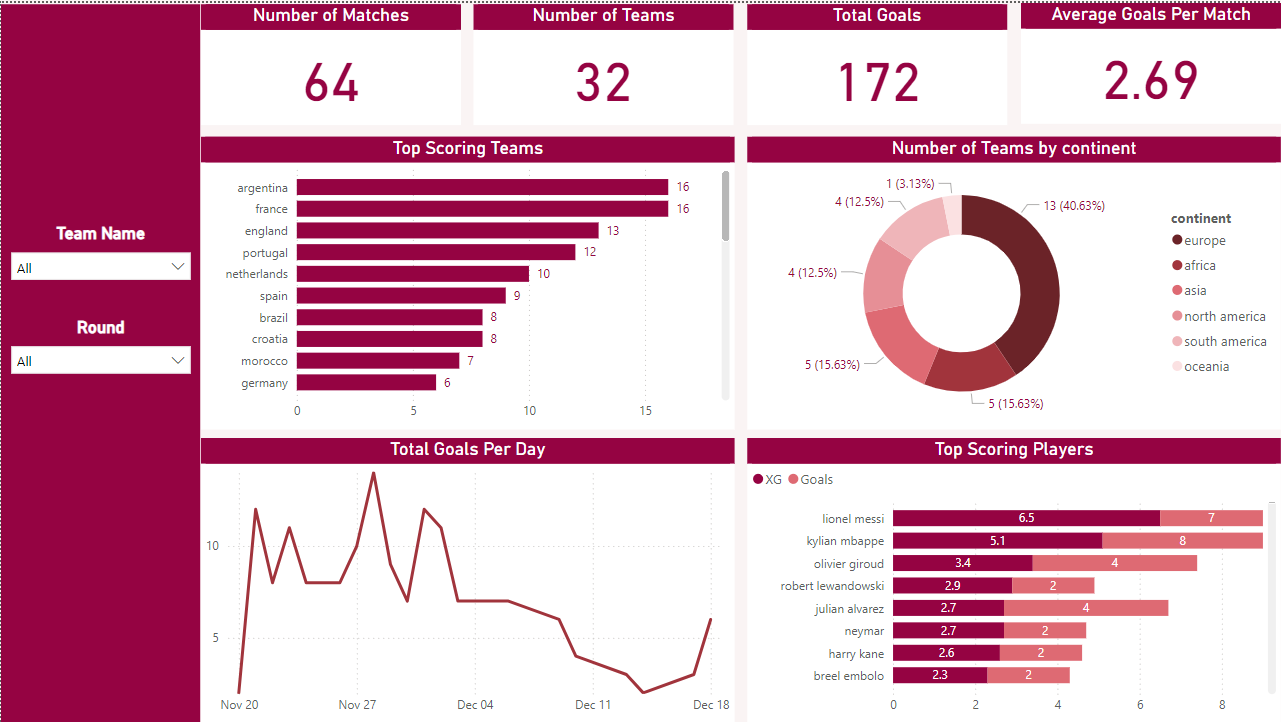 Number of Matches
64
Number of Teams
32
Total Goals
172
Average Goals Per Match
2.69
Team Name
All
Round
All
Top Scoring Teams
argentina 16
france 16
england 13
portugal 12
netherlands 10
spain 9
brazil 8
croatia 8
morocco 7
germany 6
0 5 10 15
Number of Teams by continent
1 (3.13%)
4 (12.5%)
13 (40.63%)
4 (12.5%)
5 (15.63%)
5 (15.63%)
continent
europe
africa
asia
north america
south america
oceania
Total Goals Per Day
10
5
Nov 20 Nov 27 Dec 04 Dec 11 Dec 18
Top Scoring Players
XG Goals
lionel messi 6.5 7
kylian mbappe 5.1 8
olivier giroud 3.4 4
robert lewandowski 2.9 2
julian alvarez 2.7 4
neymar 2.7 2
harry kane 2.6 2
breel embolo 2.3 2
0 2 4 6 8